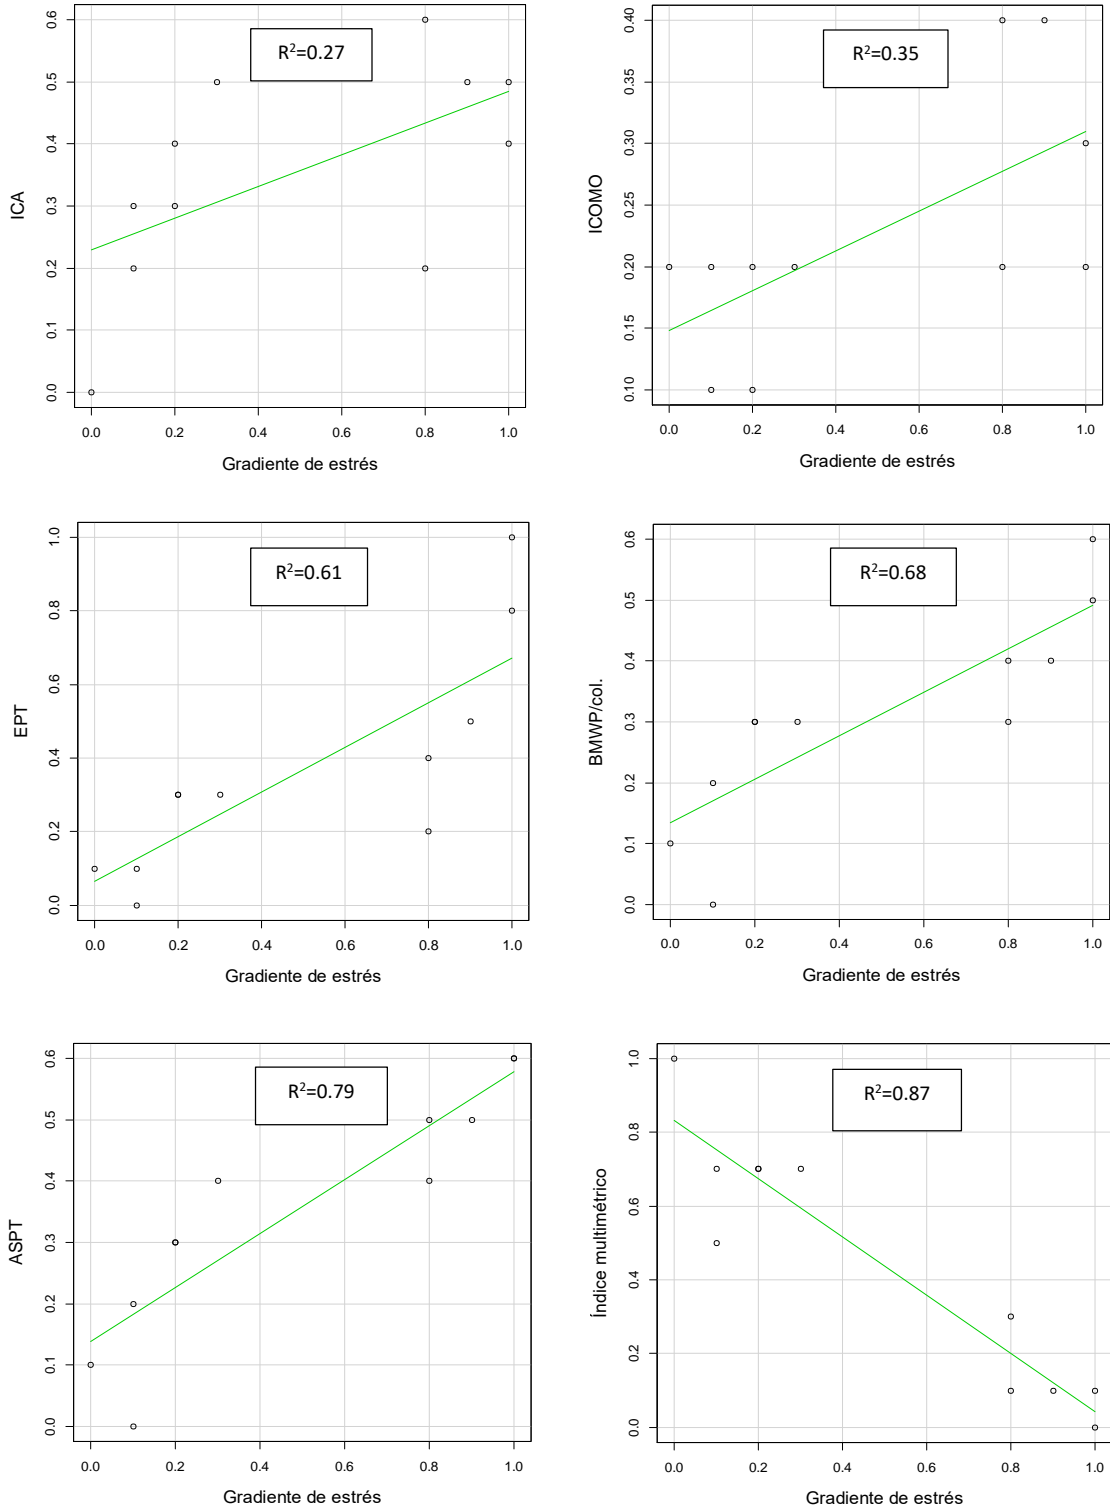 R²=0.27
ICA
0.6
0.5
0.4
0.3
0.2
0.1
0.0
0.0 0.2 0.4 0.6 0.8 1.0
Gradiente de estrés
R²=0.35
ICOMO
0.40
0.30
0.25
0.20
0.15
0.10
0.0 0.2 0.4 0.6 0.8 1.0
Gradiente de estrés
R²=0.61
EPT
1.0
0.8
0.6
0.4
0.2
0.0
0.0 0.2 0.4 0.6 0.8 1.0
Gradiente de estrés
R²=0.68
BMWP/col.
0.6
0.5
0.4
0.3
0.2
0.1
0.0
0.0 0.2 0.4 0.6 0.8 1.0
Gradiente de estrés
R²=0.79
ASPT
0.6
0.5
0.4
0.3
0.2
0.1
0.0
0.0 0.2 0.4 0.6 0.8 1.0
Gradiente de estrés
R²=0.87
Índice multimétrico
1.0
0.8
0.6
0.4
0.2
0.0
0.0 0.2 0.4 0.6 0.8 1.0
Gradiente de estrés